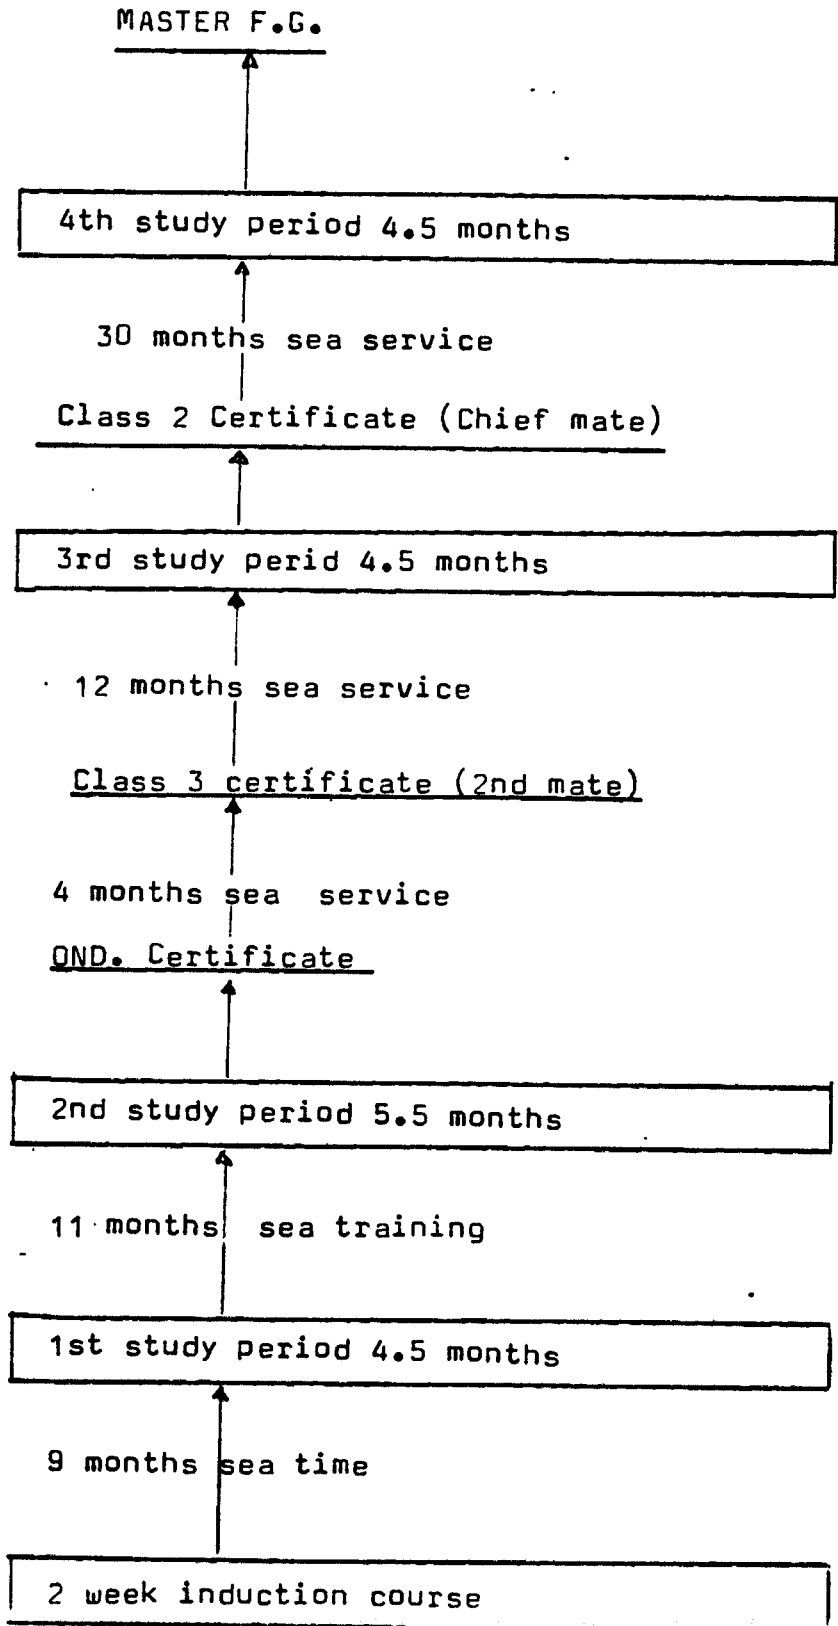 MASTER F.G.
4th study period 4.5 months
30 months sea service
Class 2 Certificate (Chief mate)
3rd study perid 4.5 months
12 months sea service
Class 3 certificate (2nd mate)
4 months sea service
OND. Certificate
2nd study period 5.5 months
11 months sea training
1st study period 4.5 months
9 months sea time
2 week induction course